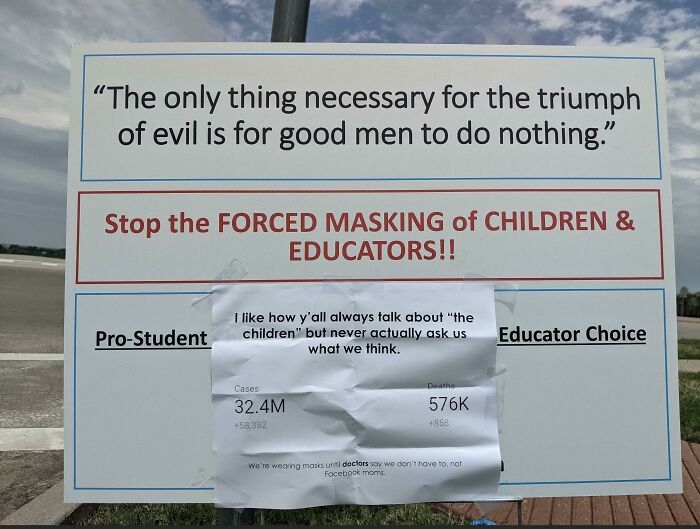 “The only thing necessary for the triumph
of evil is for good men to do nothing.”
Stop the FORCED MASKING of CHILDREN &
EDUCATORS!!
Pro-Student
Educator Choice
I like how y'all always talk about “the
children” but never actually ask us
what we think.
Cases
Deaths
32.4M
576K
+58,382
+858
We're wearing masks until doctors say we don't have to, not
Facebook moms.